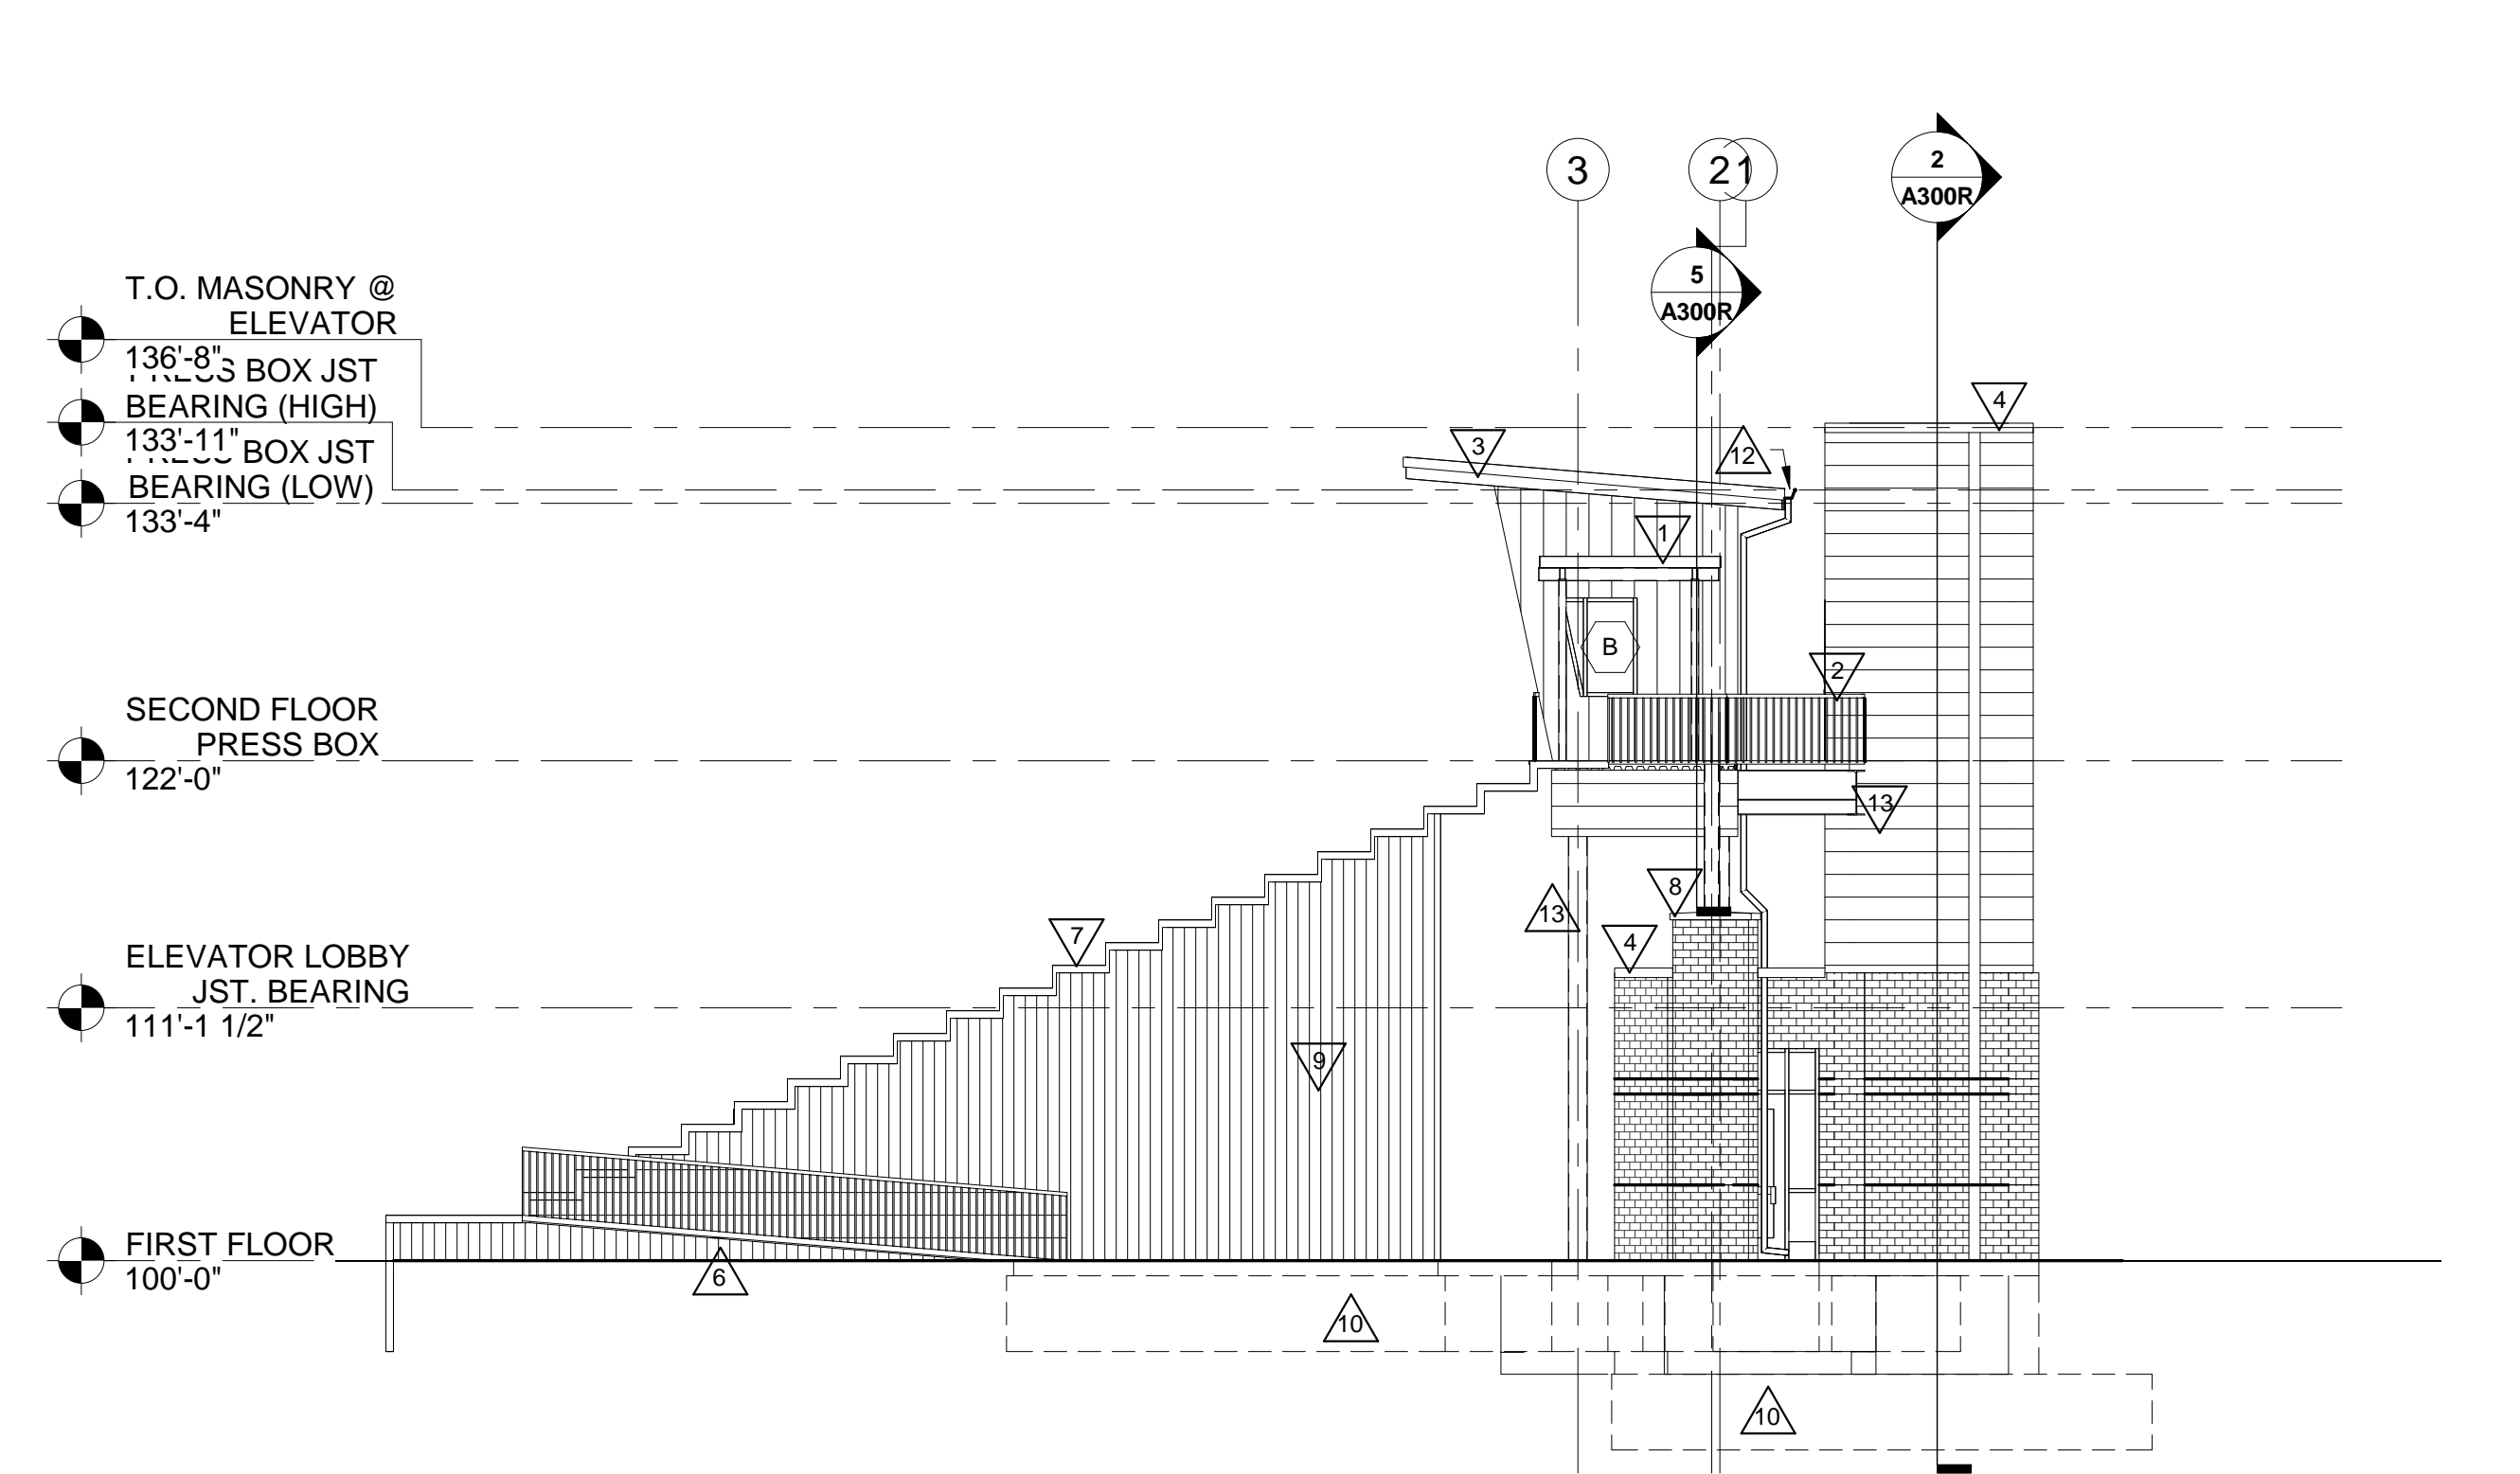 3
2
1
2
A300R
5
A300R
T.O. MASONRY @
ELEVATOR
136'-8"
BOX JST
BEARING (HIGH)
133'-11"
BOX JST
BEARING (LOW)
133'-4"
4
3
12
1
B
2
SECOND FLOOR
PRESS BOX
122'-0"
13
8
13
4
7
ELEVATOR LOBBY
JST. BEARING
111'-1 1/2"
9
FIRST FLOOR
100'-0"
6
10
10